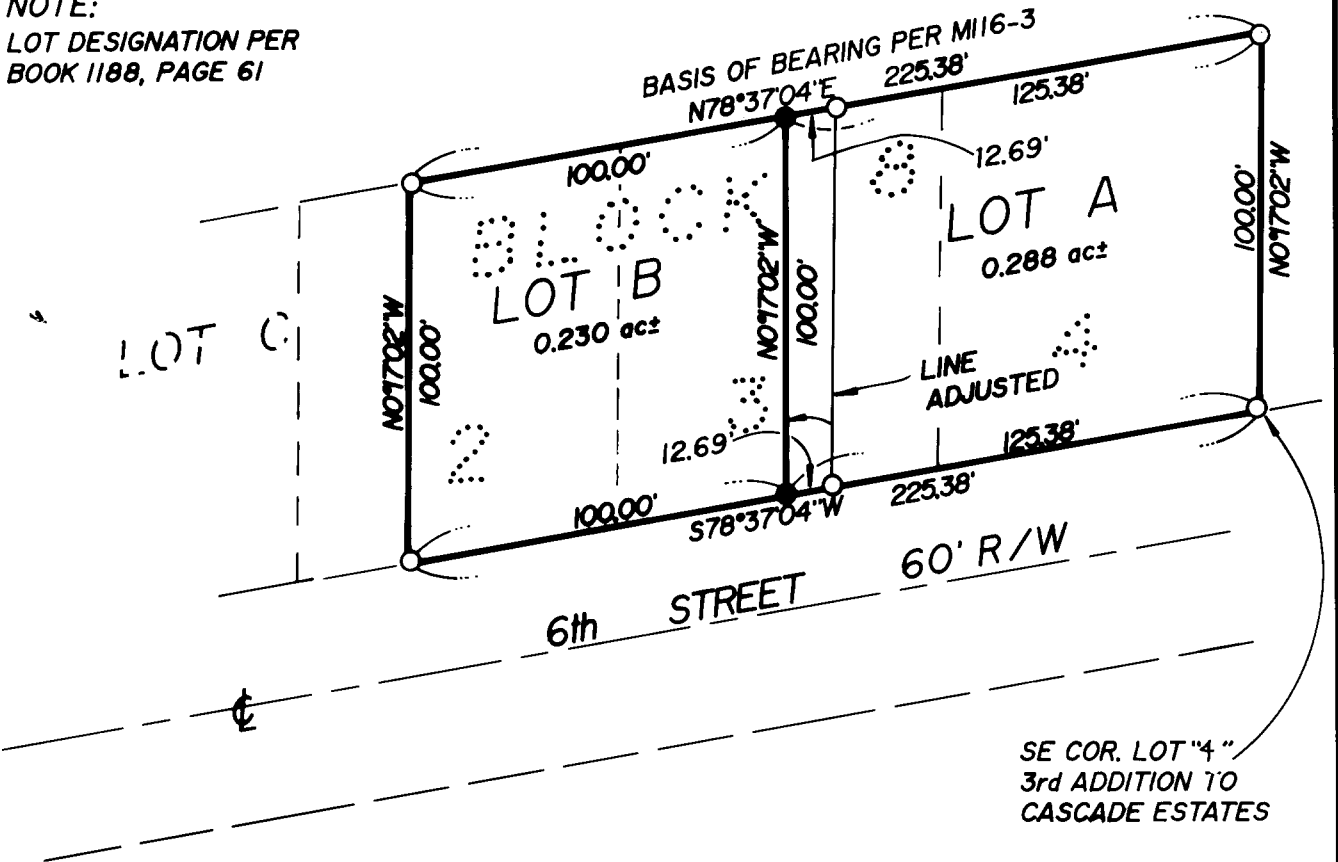 NOTE:
LOT DESIGNATION PER
BOOK 1188, PAGE 61
BASIS OF BEARING PER M116-3
N78°37'04"E
225.38'
125.38'
100.00'
12.69'
BLOCK 8
LOT A
0.288 ac±
100.00'
N0°17'02"W
LOT B
0.230 ac±
N0°17'02"W
100.00'
LOT C
N0°17'02"W
100.00'
LINE
ADJUSTED
2
3
4
12.69'
125.38'
225.38'
100.00'
S78°37'04"W
6th STREET 60' R/W
℄
SE COR. LOT "4"
3rd ADDITION TO
CASCADE ESTATES